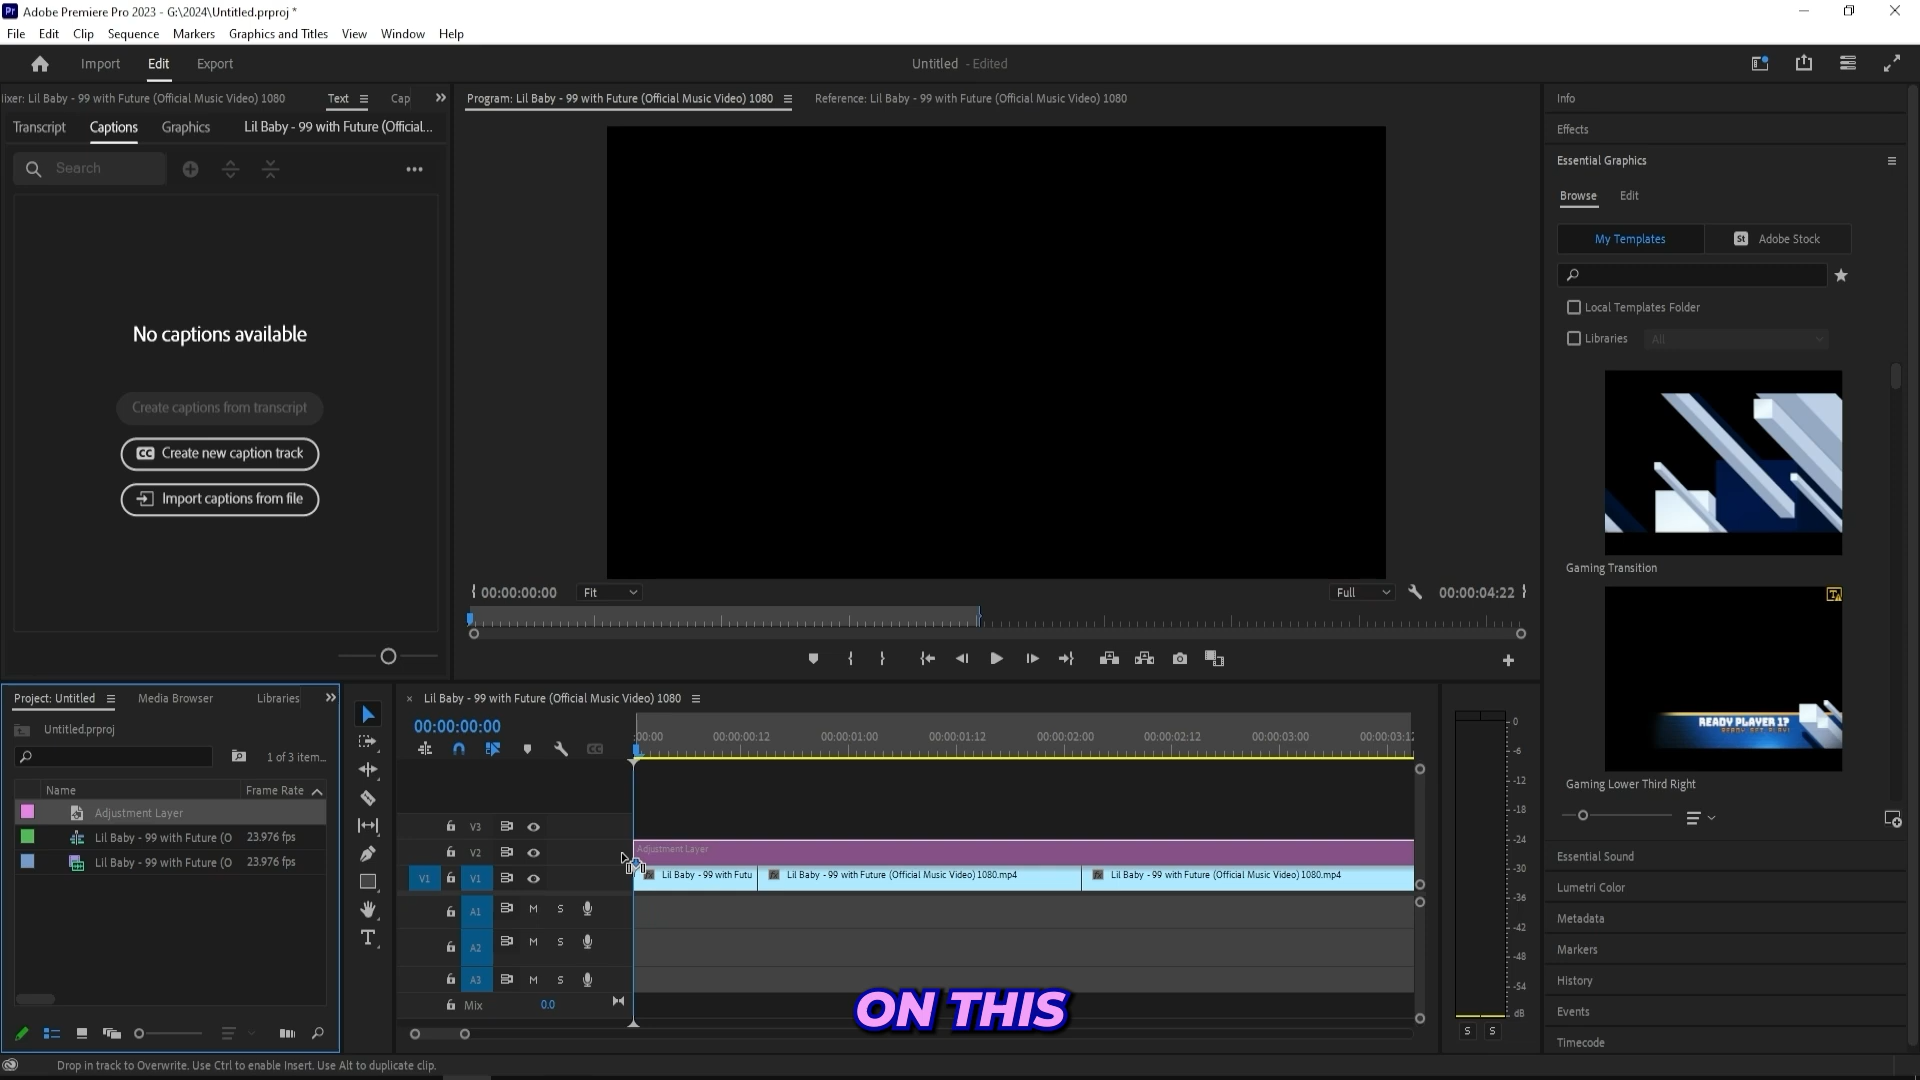 Pr Adobe Premiere Pro 2023 - G:\2024\Untitled.prproj *
File Edit Clip Sequence Markers Graphics and Titles View Window Help
Import Edit Export Untitled - Edited
lixer: Lil Baby - 99 with Future (Official Music Video) 1080 Text Cap
Program: Lil Baby - 99 with Future (Official Music Video) 1080 Reference: Lil Baby - 99 with Future (Official Music Video) 1080
Transcript Captions Graphics Lil Baby - 99 with Future (Official...
Search
No captions available
Create captions from transcript
CC Create new caption track
Import captions from file
00:00:00:00 Fit Full 00:00:04:22
Info
Effects
Essential Graphics
Browse Edit
My Templates St Adobe Stock
Local Templates Folder
Libraries All
Gaming Transition
READY PLAYER 1?
READY SET PLAY!
Gaming Lower Third Right
Essential Sound
Lumetri Color
Metadata
Markers
History
Events
Timecode
Project: Untitled Media Browser Libraries
Untitled.prproj
1 of 3 item...
Name Frame Rate
Adjustment Layer
Lil Baby - 99 with Future (O 23.976 fps
Lil Baby - 99 with Future (O 23.976 fps
T
Lil Baby - 99 with Future (Official Music Video) 1080
00:00:00:00
:00:00 00:00:00:12 00:00:01:00 00:00:01:12 00:00:02:00 00:00:02:12 00:00:03:00 00:00:03:12
V3
V2 Adjustment Layer
V1 V1 fx Lil Baby - 99 with Futu fx Lil Baby - 99 with Future (Official Music Video) 1080.mp4 fx Lil Baby - 99 with Future (Official Music Video) 1080.mp4
A1 M S
A2 M S
A3 M S
Mix 0.0
0
-6
-12
-18
-24
-30
-36
-42
-48
-54
dB
S S
ON THIS
Drop in track to Overwrite. Use Ctrl to enable Insert. Use Alt to duplicate clip.